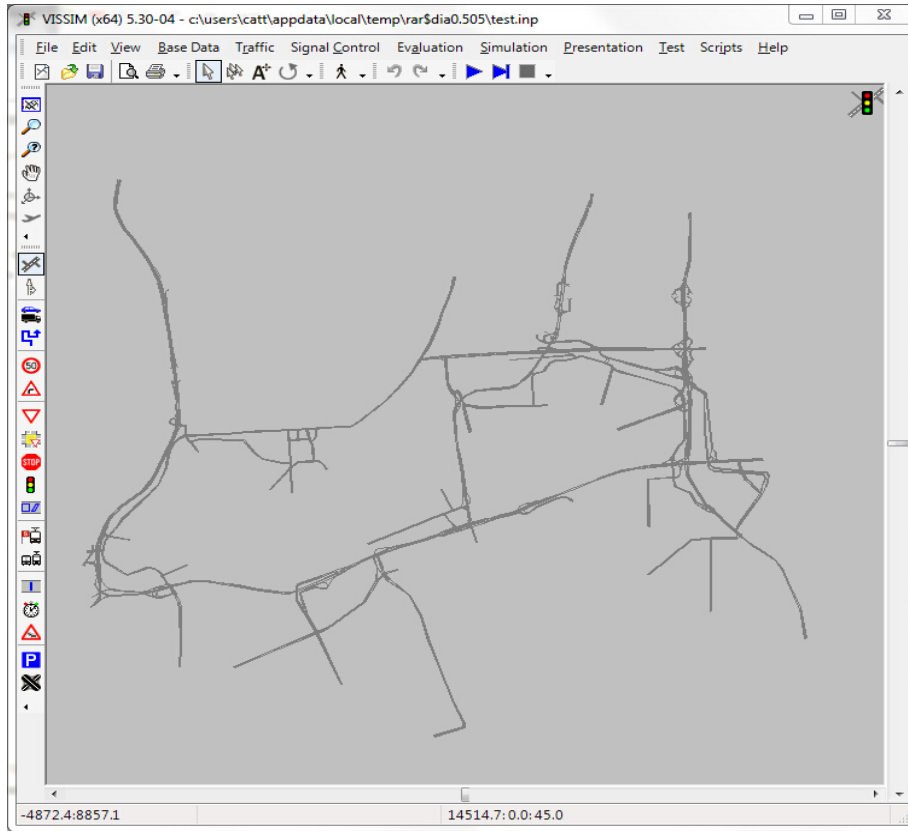 VISSIM (x64) 5.30-04 - c:\users\catt\appdata\local\temp\rar$dia0.505\test.inp
File Edit View Base Data Traffic Signal Control Evaluation Simulation Presentation Test Scripts Help
A
?
50
STOP
P
-4872.4:8857.1 14514.7: 0.0: 45.0